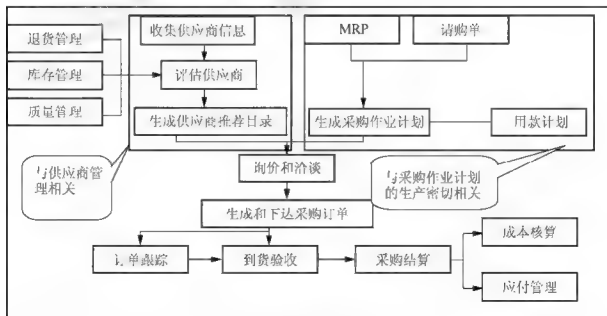 退货管理
库存管理
质量管理
收集供应商信息
评估供应商
生成供应商推荐目录
MRP
请购单
生成采购作业计划
用款计划
与供应商管
理相关
询价和洽谈
与采购作业计划
的生产密切相关
生成和下达采购订单
订单跟踪
到货验收
采购结算
成本核算
应付管理